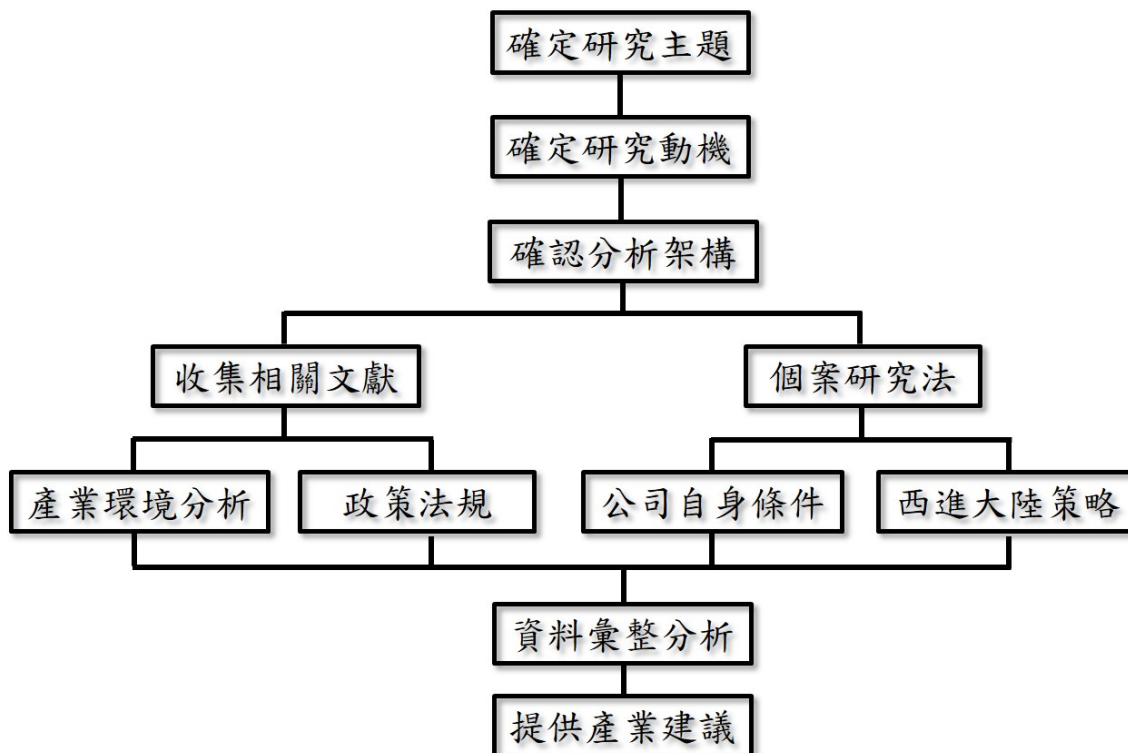 確定研究主題
確定研究動機
確認分析架構
收集相關文獻
個案研究法
產業環境分析
政策法規
公司自身條件
西進大陸策略
資料彙整分析
提供產業建議